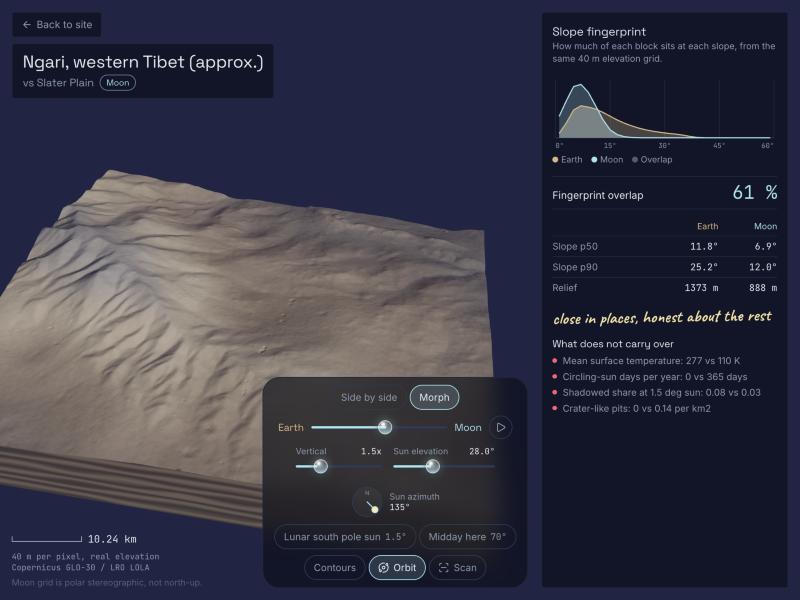 Back to site
Ngari, western Tibet (approx.)
vs Slater Plain Moon
Slope fingerprint
How much of each block sits at each slope, from the
same 40 m elevation grid.
0° 15° 30° 45° 60°
Earth Moon Overlap
Fingerprint overlap 61 %
Earth Moon
Slope p50 11.8° 6.9°
Slope p90 25.2° 12.0°
Relief 1373 m 888 m
close in places, honest about the rest
What does not carry over
Mean surface temperature: 277 vs 110 K
Circling-sun days per year: 0 vs 365 days
Shadowed share at 1.5 deg sun: 0.08 vs 0.03
Crater-like pits: 0 vs 0.14 per km2
Side by side Morph
Earth Moon
Vertical 1.5x Sun elevation 28.0°
N
Sun azimuth
135°
Lunar south pole sun 1.5° Midday here 70°
Contours Orbit Scan
10.24 km
40 m per pixel, real elevation
Copernicus GLO-30 / LRO LOLA
Moon grid is polar stereographic, not north-up.